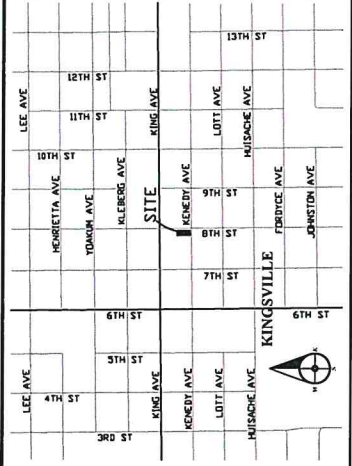 13TH ST
12TH ST
LEE AVE
11TH ST
KING AVE
LOTT AVE
HUISACHE AVE
10TH ST
HENRIETTA AVE
YOAKUM AVE
KLEBERG AVE
SITE
KENEDY AVE
9TH ST
FORDYCE AVE
JOHNSTON AVE
8TH ST
7TH ST
KINGSVILLE
6TH ST
6TH ST
5TH ST
LEE AVE
4TH ST
KING AVE
KENEDY AVE
LOTT AVE
HUISACHE AVE
3RD ST
N
S